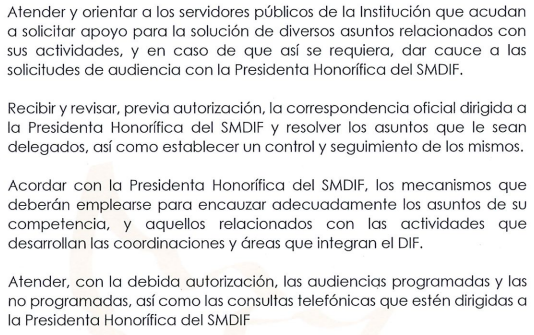 Atender y orientar a los servidores públicos de la Institución que acudan
a solicitar apoyo para la solución de diversos asuntos relacionados con
sus actividades, y en caso de que así se requiera, dar cauce a las
solicitudes de audiencia con la Presidenta Honorífica del SMDIF.
Recibir y revisar, previa autorización, la correspondencia oficial dirigida a
la Presidenta Honorífica del SMDIF y resolver los asuntos que le sean
delegados, así como establecer un control y seguimiento de los mismos.
Acordar con la Presidenta Honorífica del SMDIF, los mecanismos que
deberán emplearse para encauzar adecuadamente los asuntos de su
competencia, y aquellos relacionados con las actividades que
desarrollan las coordinaciones y áreas que integran el DIF.
Atender, con la debida autorización, las audiencias programadas y las
no programadas, así como las consultas telefónicas que estén dirigidas a
la Presidenta Honorífica del SMDIF